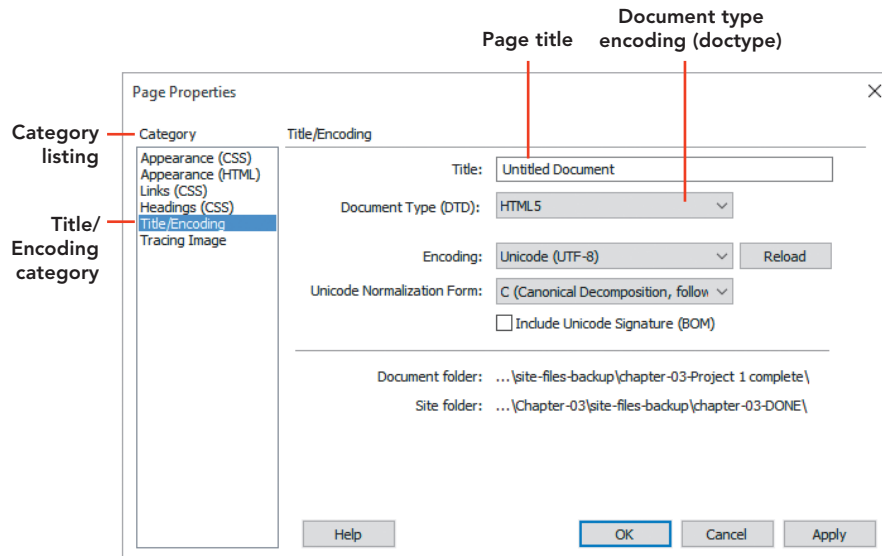 Document type
encoding (doctype)
Page title
Page Properties
Category
listing
Category
Title/Encoding
Appearance (CSS)
Appearance (HTML)
Links (CSS)
Headings (CSS)
Title/Encoding
Tracing Image
Title/
Encoding
category
Title: Untitled Document
Document Type (DTD): HTML5
Encoding: Unicode (UTF-8) Reload
Unicode Normalization Form: C (Canonical Decomposition, follow
Include Unicode Signature (BOM)
Document folder: ...\site-files-backup\chapter-03-Project 1 complete\
Site folder: ...\Chapter-03\site-files-backup\chapter-03-DONE\
Help OK Cancel Apply